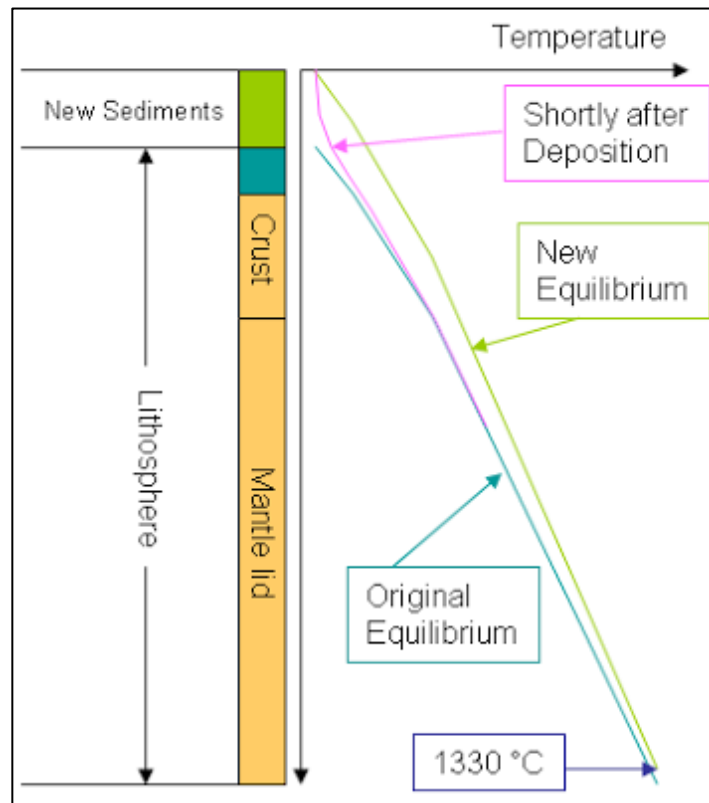 Temperature
New Sediments
Shortly after
Deposition
Crust
New
Equilibrium
Lithosphere
Mantle lid
Original
Equilibrium
1330 °C